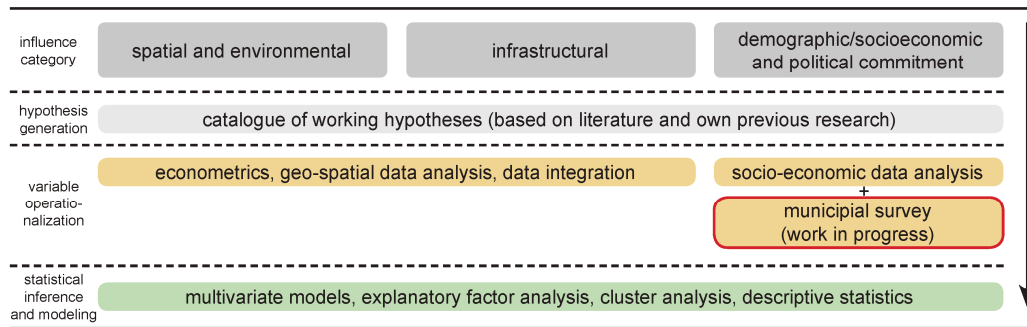 influence
category
spatial and environmental
infrastructural
demographic/socioeconomic
and political commitment
hypothesis
generation
catalogue of working hypotheses (based on literature and own previous research)
variable
operatio-
nalization
econometrics, geo-spatial data analysis, data integration
socio-economic data analysis
+
municipial survey
(work in progress)
statistical
inference
and modeling
multivariate models, explanatory factor analysis, cluster analysis, descriptive statistics